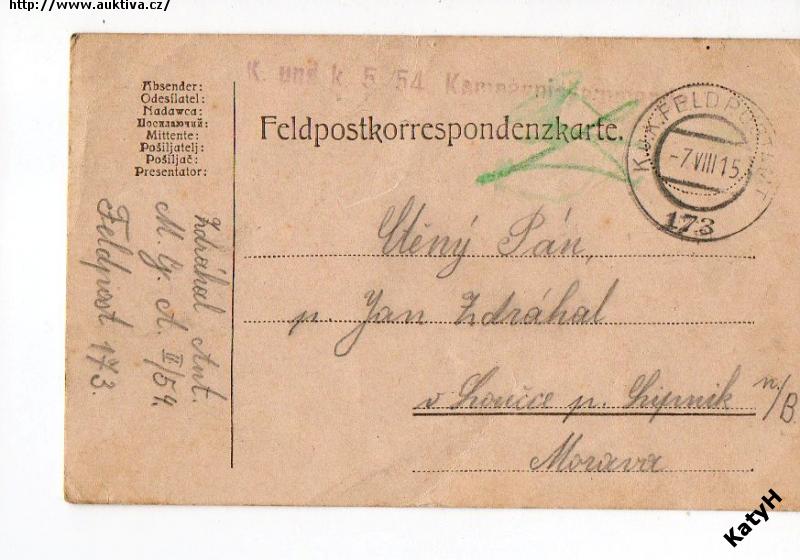 http://www.auktiva.cz/
K. und k. 5/54.
Absender:
Odesílatel:
Nadawca:
Посилаючий:
Mittente:
Pošiljatelj:
Pošiljač:
Presentator:
Feldpostkorrespondenzkarte.
K.u.K. FELDPOSTAMT
-7 VIII 15
173
Zdráhal Ant.
M. G. A. II/54.
Feldpost 173.
Ctěný Pán,
p. Jan Zdráhal
v Loučce p. Lipník n/B
Morava
KatyH